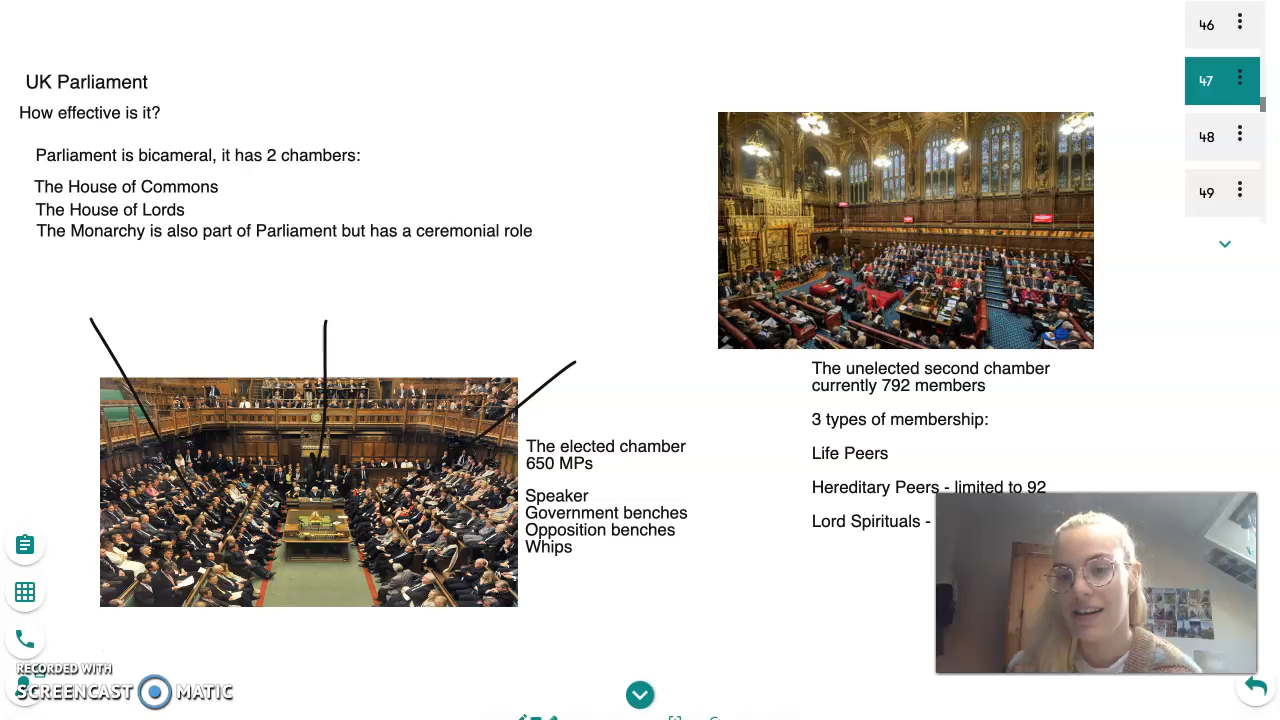 UK Parliament
How effective is it?
Parliament is bicameral, it has 2 chambers:
The House of Commons
The House of Lords
The Monarchy is also part of Parliament but has a ceremonial role
The elected chamber
650 MPs
Speaker
Government benches
Opposition benches
Whips
The unelected second chamber
currently 792 members
3 types of membership:
Life Peers
Hereditary Peers - limited to 92
Lord Spirituals -
46
47
48
49
RECORDED WITH
SCREENCAST MATIC